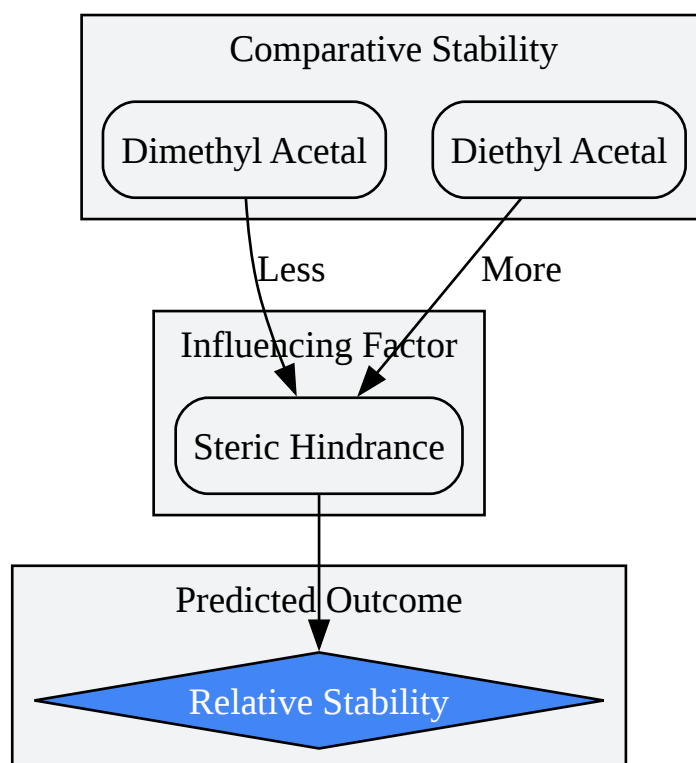 Comparative Stability
Dimethyl Acetal
Diethyl Acetal
Less
More
Influencing Factor
Steric Hindrance
Predicted Outcome
Relative Stability